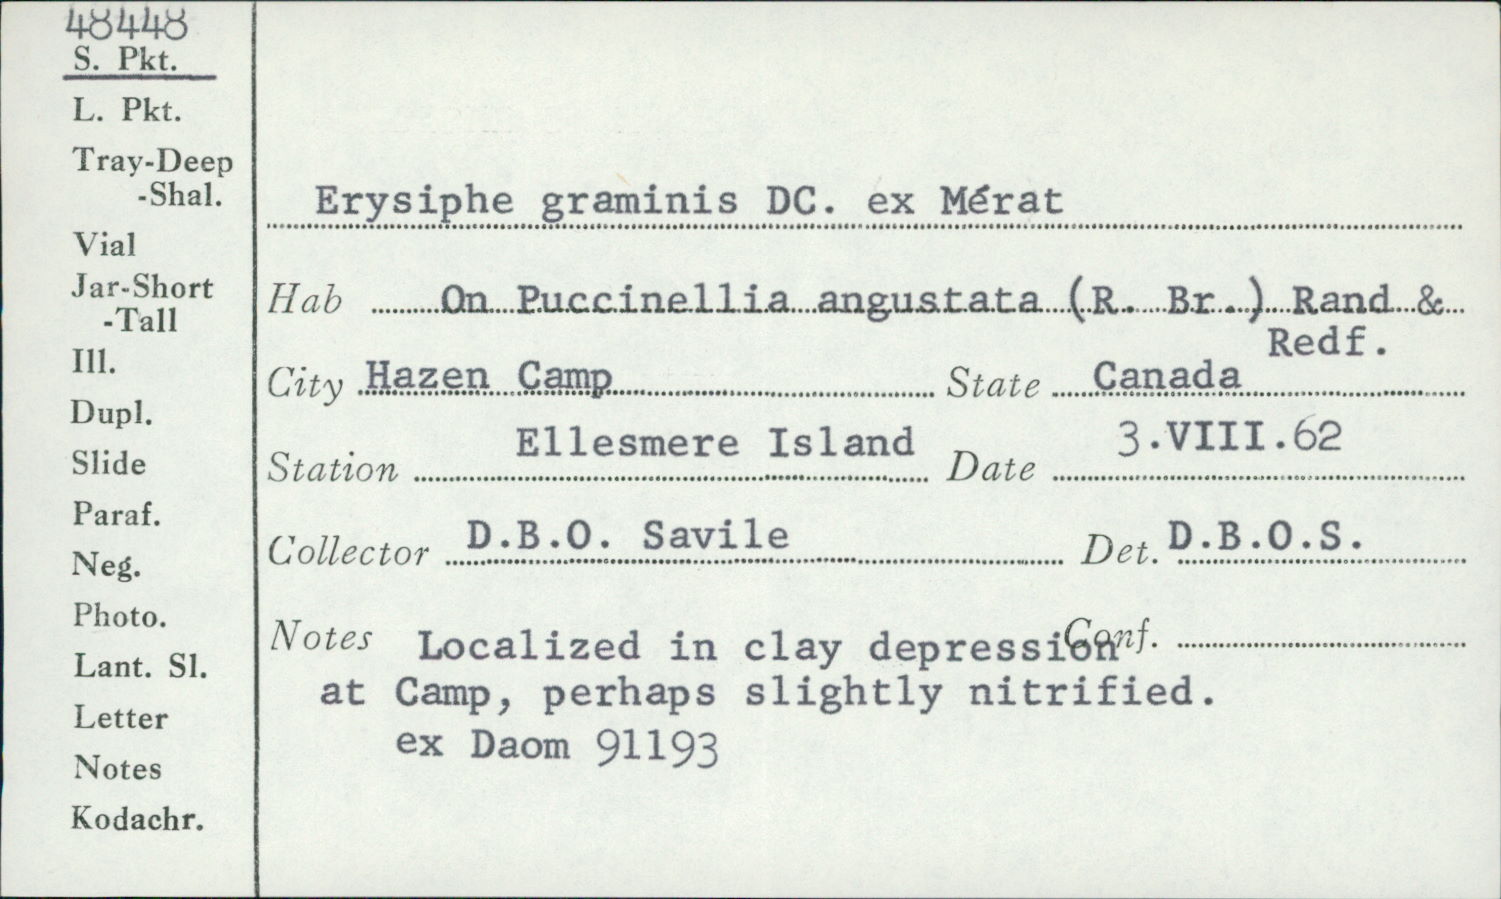 48448
S. Pkt.
L. Pkt.
Tray-Deep
-Shal.
Vial
Jar-Short
-Tall
Ill.
Dupl.
Slide
Paraf.
Neg.
Photo.
Lant. Sl.
Letter
Notes
Kodachr.
Erysiphe graminis DC. ex Mérat
Hab On Puccinellia angustata (R. Br.) Rand &
Redf.
City Hazen Camp State Canada
Station Ellesmere Island Date 3.VIII.62
Collector D.B.O. Savile Det. D.B.O.S.
Notes Localized in clay depression Conf.
at Camp, perhaps slightly nitrified.
ex Daom 91193